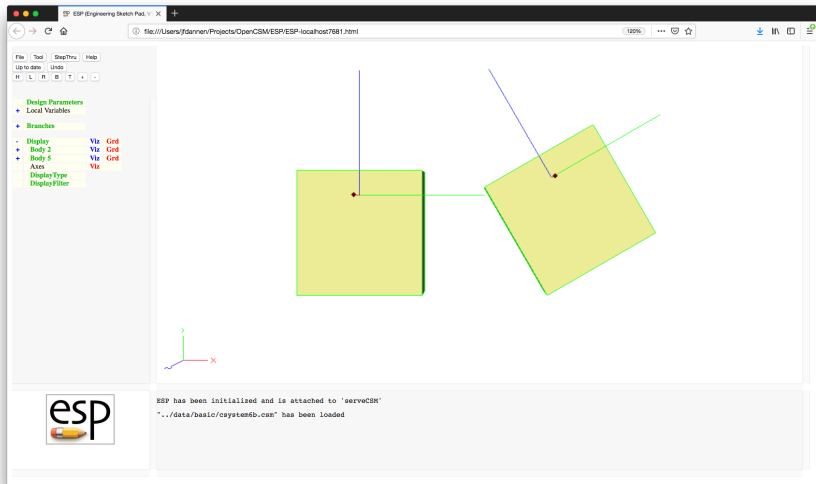 ESP (Engineering Sketch Pad, V
file:///Users/jfdannen/Projects/OpenCSM/ESP/ESP-localhost7681.html
120%
File Tool StepThru Help
Up to date Undo
H L R B T + -
Design Parameters
+ Local Variables
+ Branches
- Display Viz Grd
+ Body 2 Viz Grd
+ Body 5 Viz Grd
Axes Viz
DisplayType
DisplayFilter
Y
X
Z
esp
ESP has been initialized and is attached to 'serveCSM'
"../data/basic/csystem6b.csm" has been loaded